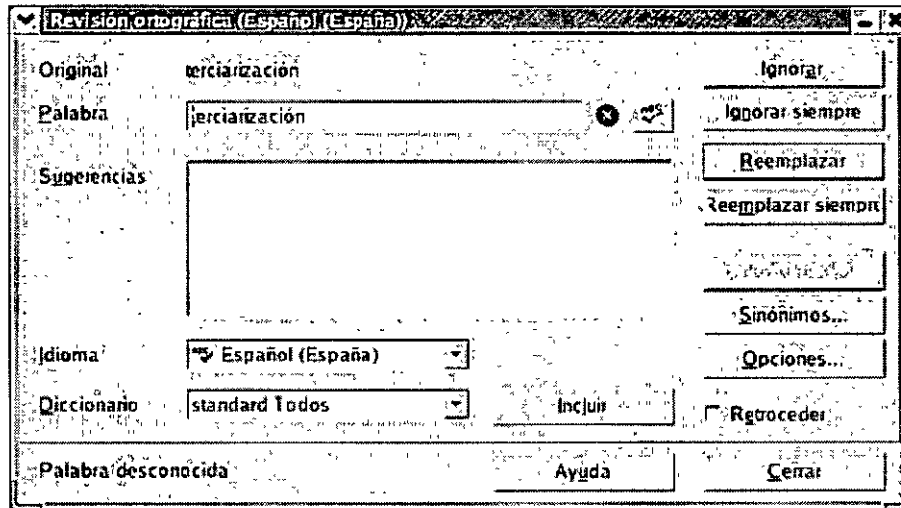 Revisión ortográfica (Español (España))
Original terciarización Ignorar
Palabra terciarización Ignorar siempre
Sugerencias Reemplazar
Reemplazar siempre
Sinónimos...
Idioma Español (España) Opciones...
Diccionario standard Todos Incluir Retroceder
Palabra desconocida Ayuda Cerrar